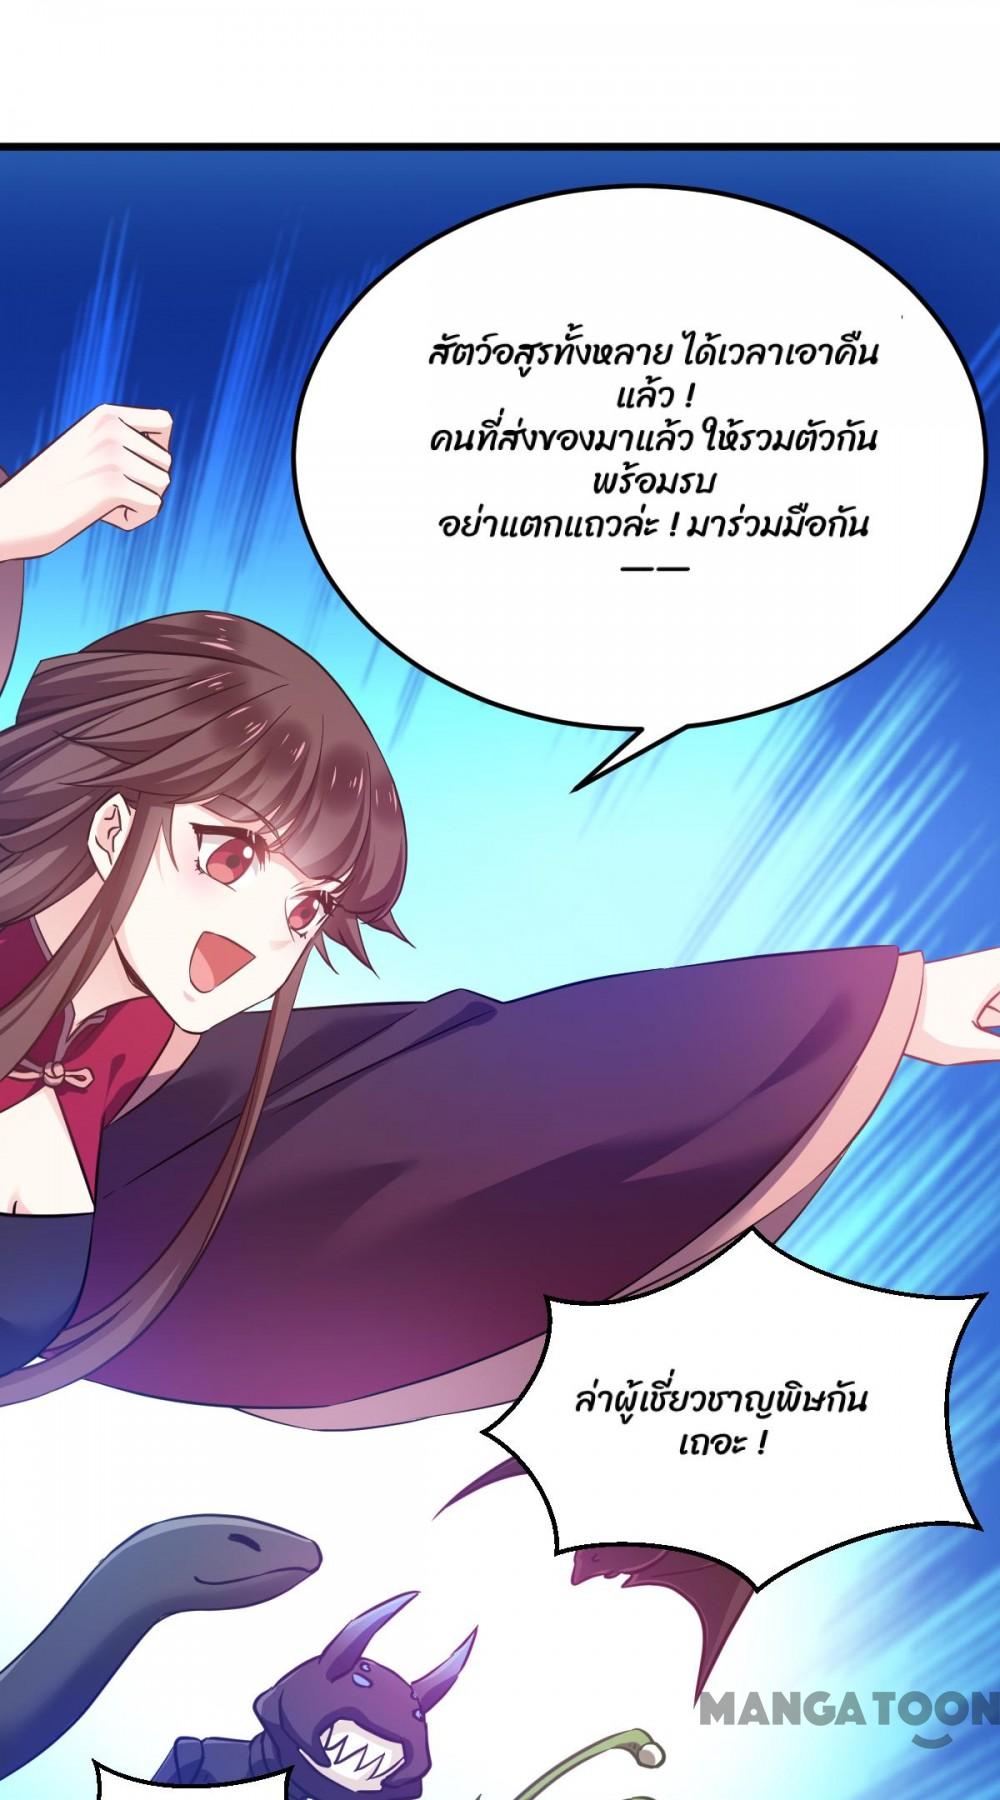 สัตว์อสูรทั้งหลาย ได้เวลาเอาคืน
แล้ว !
คนที่ส่งของมาแล้ว ให้รวมตัวกัน
พร้อมรบ
อย่าแตกแถวล่ะ ! มาร่วมมือกัน
——
ล่าผู้เชี่ยวชาญพิษกัน
เถอะ !
MANGATOON